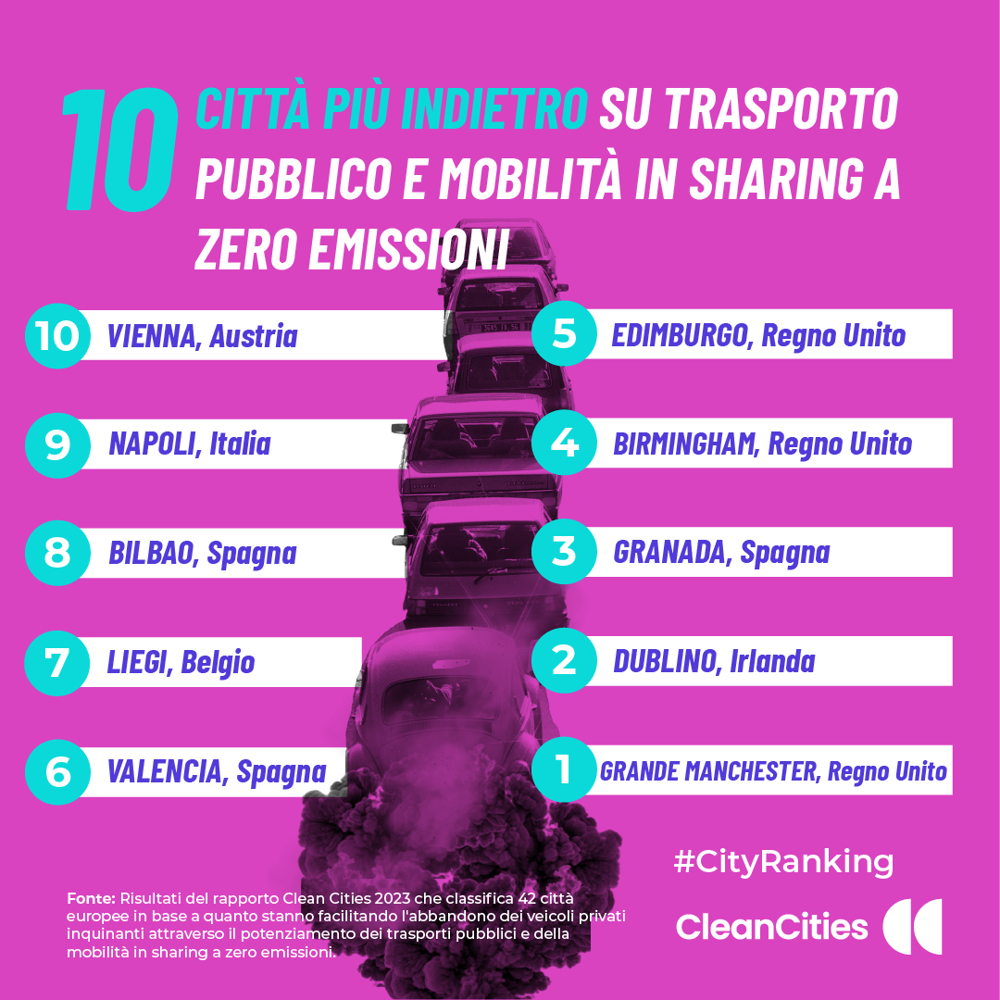 10
CITTÀ PIÙ INDIETRO SU TRASPORTO
PUBBLICO E MOBILITÀ IN SHARING A
ZERO EMISSIONI
10 VIENNA, Austria
9 NAPOLI, Italia
8 BILBAO, Spagna
7 LIEGI, Belgio
6 VALENCIA, Spagna
5 EDIMBURGO, Regno Unito
4 BIRMINGHAM, Regno Unito
3 GRANADA, Spagna
2 DUBLINO, Irlanda
1 GRANDE MANCHESTER, Regno Unito
#CityRanking
Fonte: Risultati del rapporto Clean Cities 2023 che classifica 42 città
europee in base a quanto stanno facilitando l'abbandono dei veicoli privati
inquinanti attraverso il potenziamento dei trasporti pubblici e della
mobilità in sharing a zero emissioni.
CleanCities